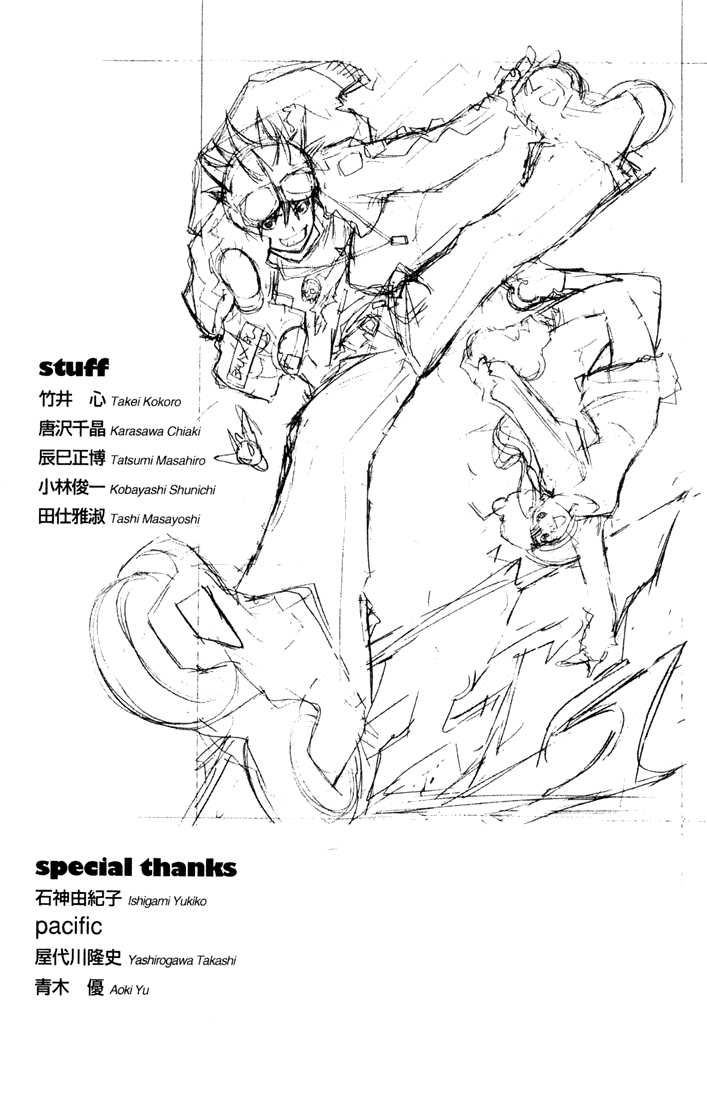 stuff
竹井　心 Takei Kokoro
唐沢千晶 Karasawa Chiaki
辰巳正博 Tatsumi Masahiro
小林俊一 Kobayashi Shunichi
田仕雅淑 Tashi Masayoshi
special thanks
石神由紀子 Ishigami Yukiko
pacific
屋代川隆史 Yashirogawa Takashi
青木　優 Aoki Yu